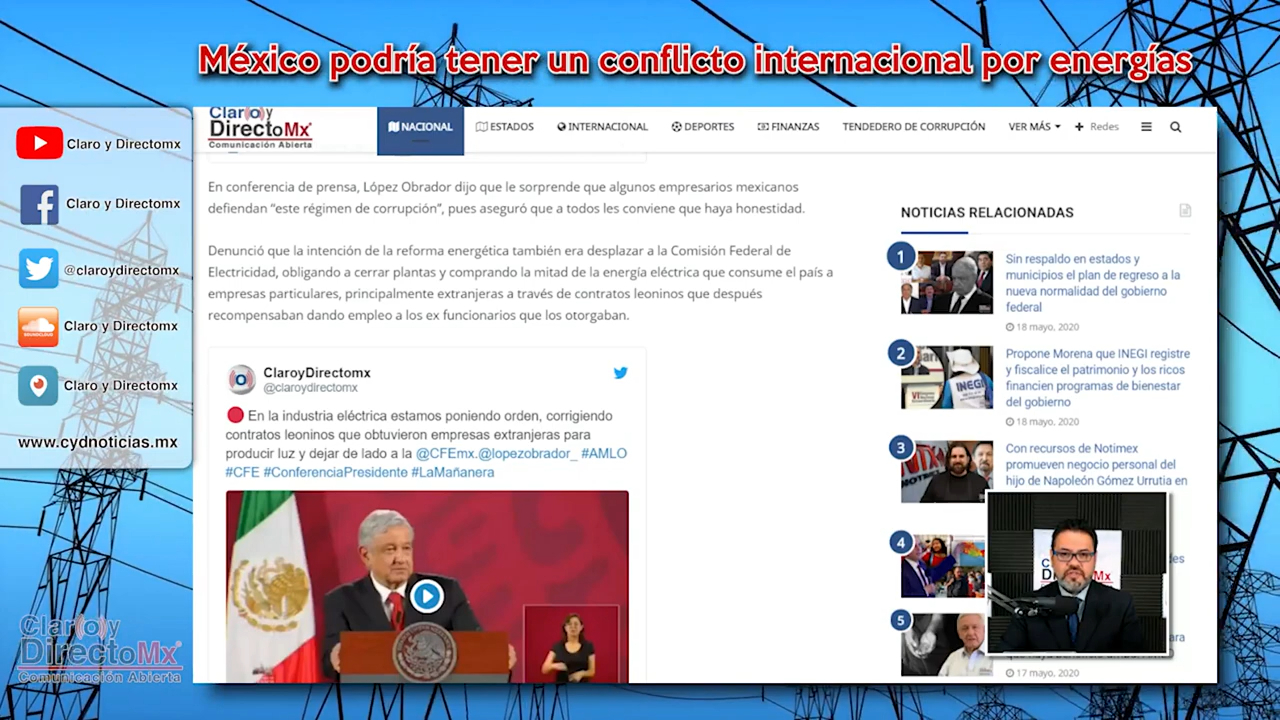 México podría tener un conflicto internacional por energías
Claro y Directomx
Claro y Directomx
@claroydirectomx
SOUNDCLOUD
Claro y Directomx
Claro y Directomx
www.cydnoticias.mx
Claroy
DirectoMx
Comunicación Abierta
Claroy
DirectoMx
Comunicación Abierta
NACIONAL
ESTADOS
INTERNACIONAL
DEPORTES
FINANZAS
TENDEDERO DE CORRUPCIÓN
VER MÁS
Redes
En conferencia de prensa, López Obrador dijo que le sorprende que algunos empresarios mexicanos
defiendan “este régimen de corrupción”, pues aseguró que a todos les conviene que haya honestidad.
Denunció que la intención de la reforma energética también era desplazar a la Comisión Federal de
Electricidad, obligando a cerrar plantas y comprando la mitad de la energía eléctrica que consume el país a
empresas particulares, principalmente extranjeras a través de contratos leoninos que después
recompensaban dando empleo a los ex funcionarios que los otorgaban.
ClaroyDirectomx
@claroydirectomx
En la industria eléctrica estamos poniendo orden, corrigiendo
contratos leoninos que obtuvieron empresas extranjeras para
producir luz y dejar de lado a la @CFEmx.@lopezobrador_ #AMLO
#CFE #ConferenciaPresidente #LaMañanera
NOTICIAS RELACIONADAS
1
Sin respaldo en estados y
municipios el plan de regreso a la
nueva normalidad del gobierno
federal
18 mayo, 2020
2
INEGI
Propone Morena que INEGI registre
y fiscalice el patrimonio y los ricos
financien programas de bienestar
del gobierno
18 mayo, 2020
3
Con recursos de Notimex
promueven negocio personal del
hijo de Napoleón Gómez Urrutia en
4
5
17 mayo, 2020